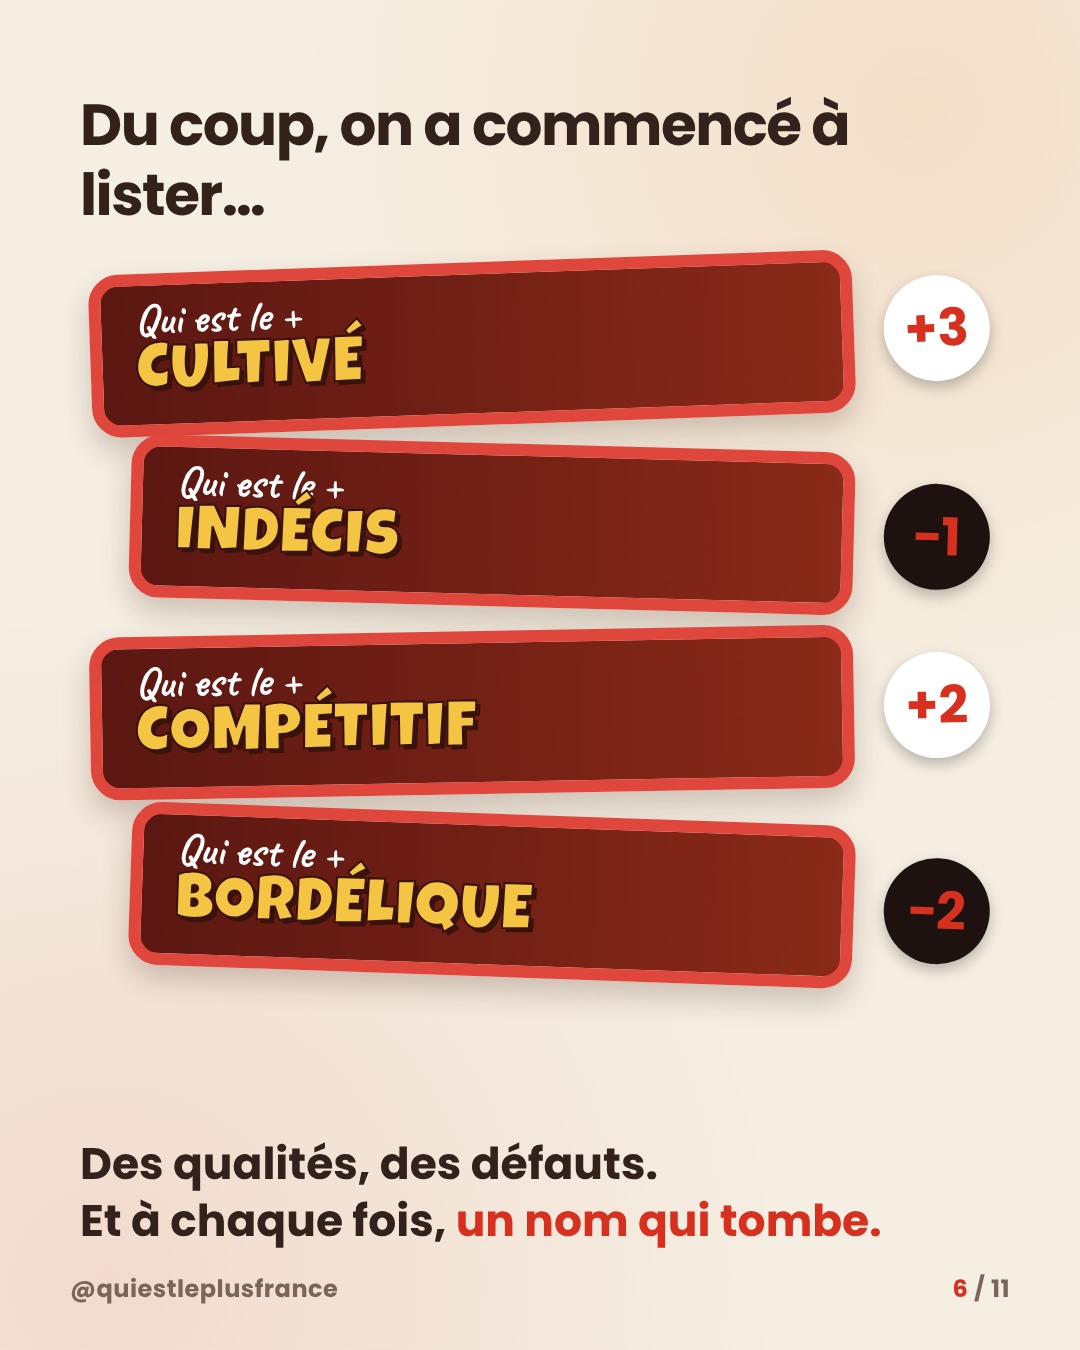 Du coup, on a commencé à
lister...
Qui est le +
CULTIVÉ
+3
Qui est le +
INDÉCIS
-1
Qui est le +
COMPÉTITIF
+2
Qui est le +
BORDÉLIQUE
-2
Des qualités, des défauts.
Et à chaque fois, un nom qui tombe.
@quiestleplusfrance
6 / 11